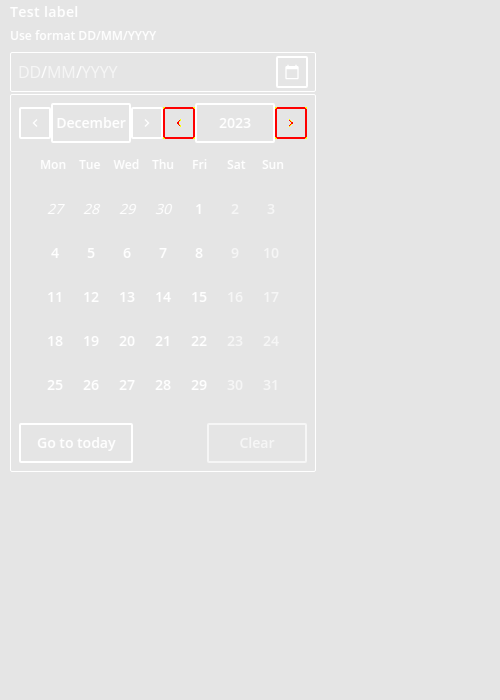 Test label
Use format DD/MM/YYYY
DD/MM/YYYY
December 2023
Mon Tue Wed Thu Fri Sat Sun
27 28 29 30 1 2 3
4 5 6 7 8 9 10
11 12 13 14 15 16 17
18 19 20 21 22 23 24
25 26 27 28 29 30 31
Go to today Clear